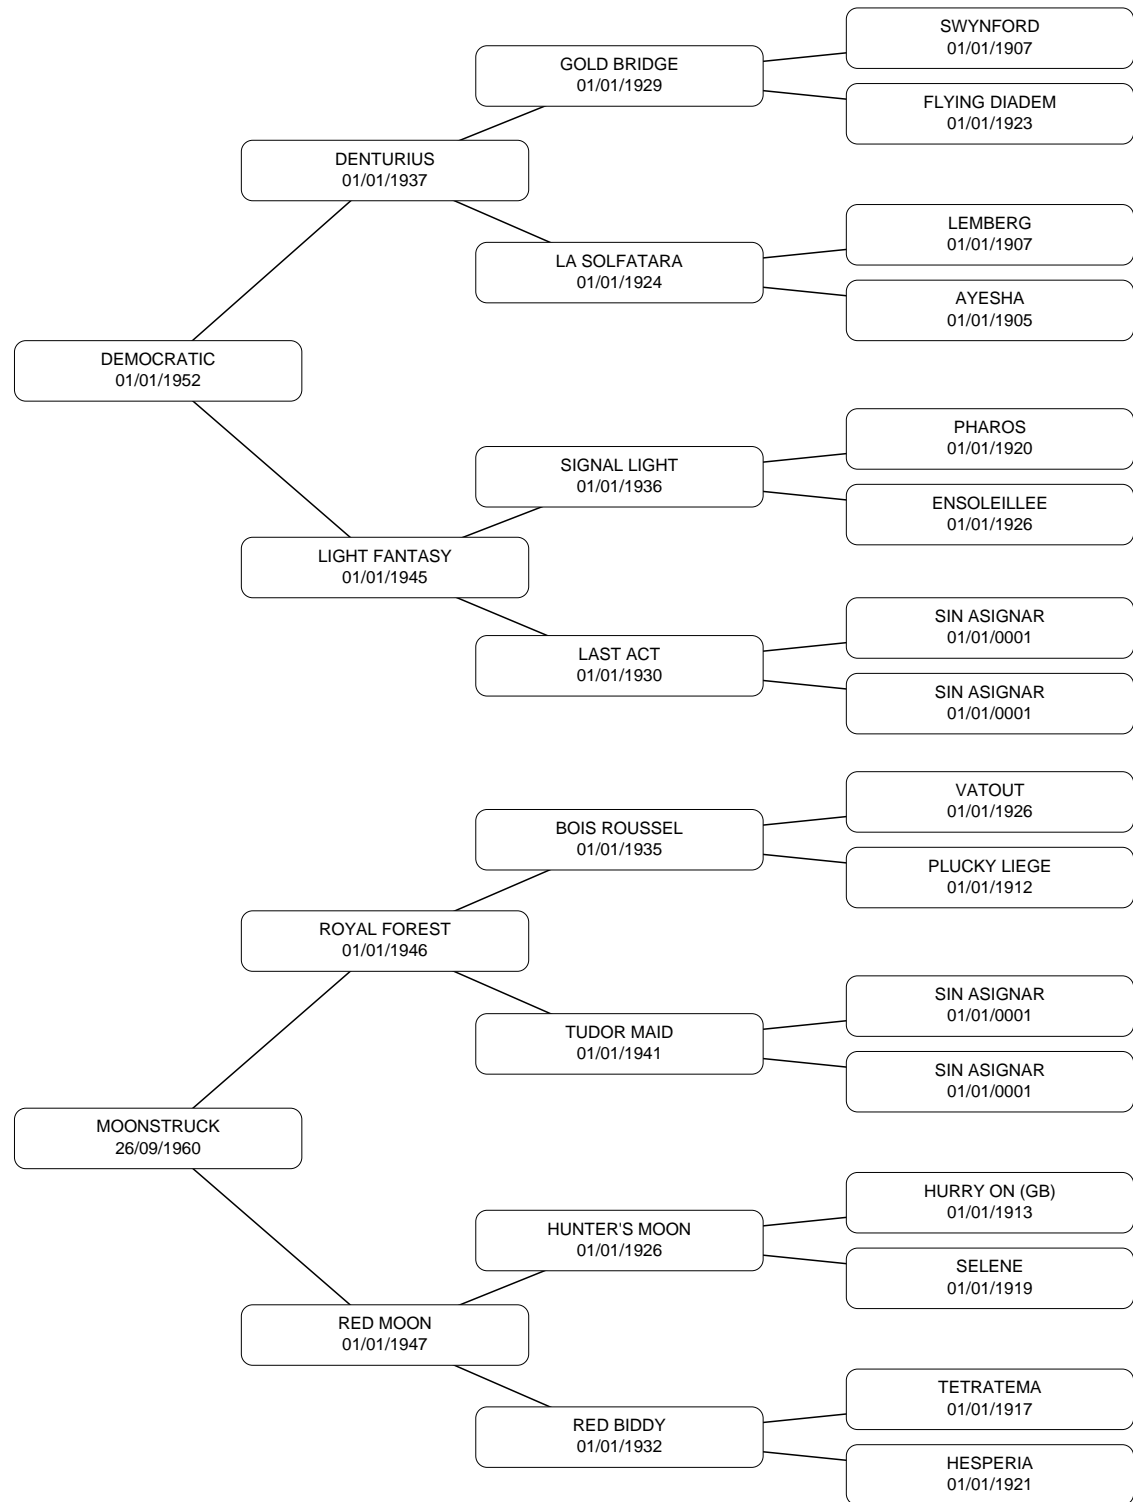 SWYNFORD
01/01/1907
GOLD BRIDGE
01/01/1929
FLYING DIADEM
01/01/1923
DENTURIUS
01/01/1937
LEMBERG
01/01/1907
LA SOLFATARA
01/01/1924
AYESHA
01/01/1905
DEMOCRATIC
01/01/1952
PHAROS
01/01/1920
SIGNAL LIGHT
01/01/1936
ENSOLEILLEE
01/01/1926
LIGHT FANTASY
01/01/1945
SIN ASIGNAR
01/01/0001
LAST ACT
01/01/1930
SIN ASIGNAR
01/01/0001
VATOUT
01/01/1926
BOIS ROUSSEL
01/01/1935
PLUCKY LIEGE
01/01/1912
ROYAL FOREST
01/01/1946
SIN ASIGNAR
01/01/0001
TUDOR MAID
01/01/1941
SIN ASIGNAR
01/01/0001
MOONSTRUCK
26/09/1960
HURRY ON (GB)
01/01/1913
HUNTER'S MOON
01/01/1926
SELENE
01/01/1919
RED MOON
01/01/1947
TETRATEMA
01/01/1917
RED BIDDY
01/01/1932
HESPERIA
01/01/1921